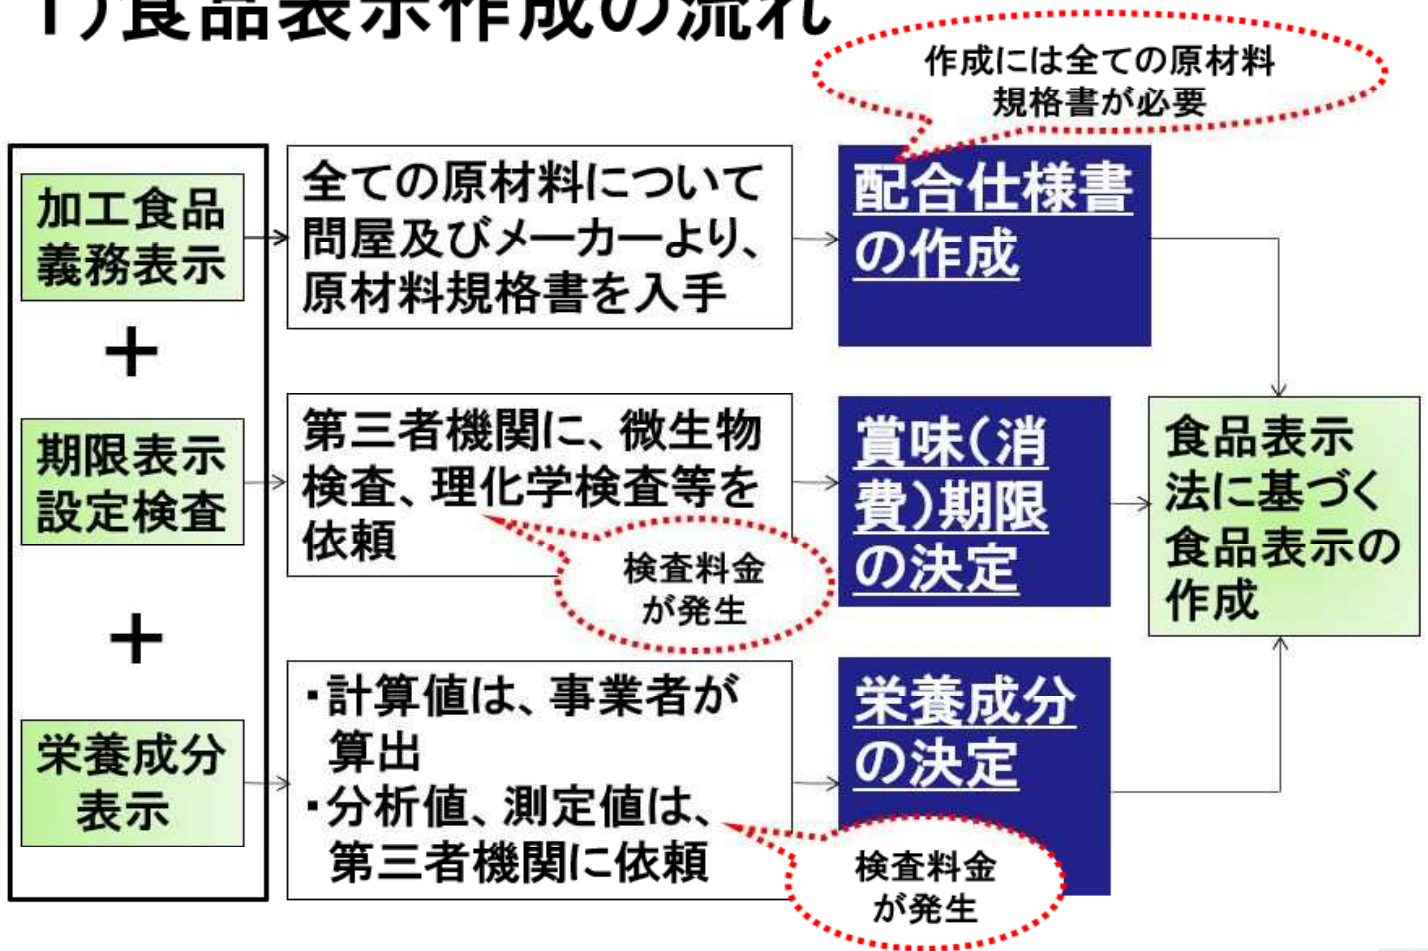 1)食品表示作成の流れ
作成には全ての原材料
規格書が必要
加工食品
義務表示
全ての原材料について
問屋及びメーカーより、
原材料規格書を入手
配合仕様書
の作成
+
期限表示
設定検査
第三者機関に、微生物
検査、理化学検査等を
依頼
検査料金
が発生
賞味(消
費)期限
の決定
食品表示
法に基づく
食品表示の
作成
+
栄養成分
表示
・計算値は、事業者が
算出
・分析値、測定値は、
第三者機関に依頼
栄養成分
の決定
検査料金
が発生